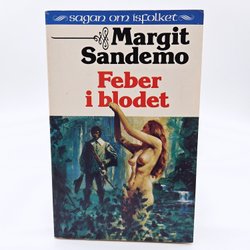 sagan om isfolket
Margit
Sandemo
Feber
i blodet